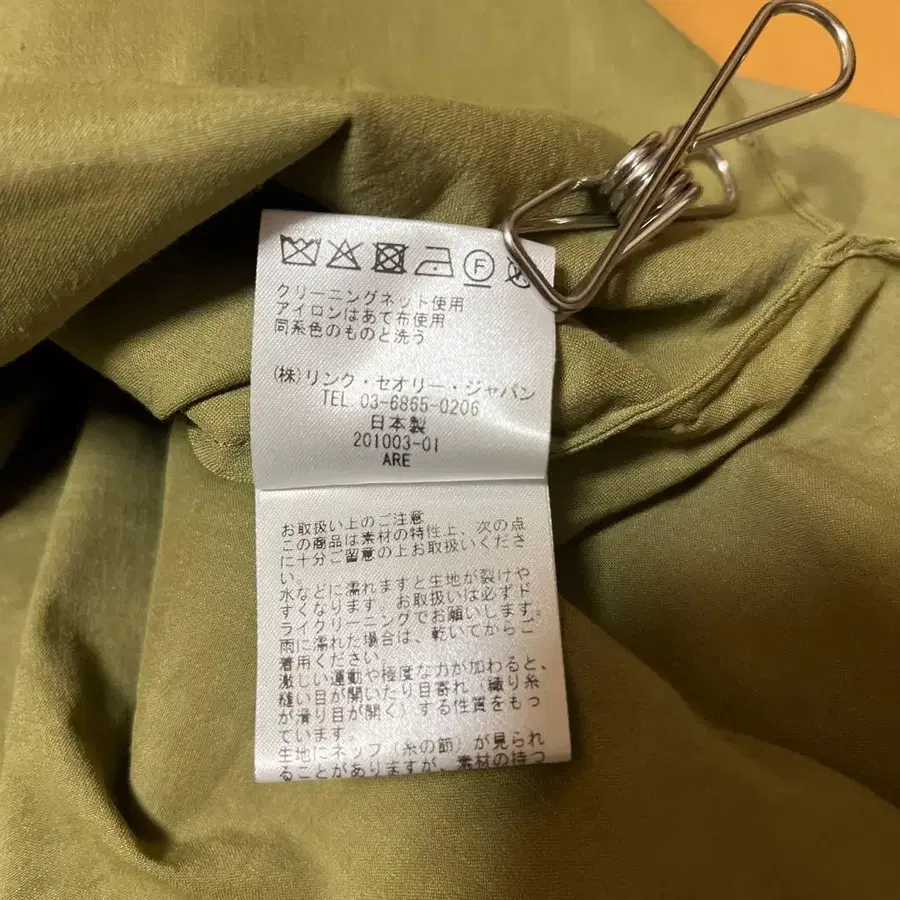 F
クリーニングネット使用
アイロンはあて布使用
同系色のものと洗う
(株)リンク・セオリー・ジャパン
TEL 03-6865-0206
日本製
201003-01
ARE
お取扱い上のご注意
この商品は素材の特性上、次の点
に十分ご留意の上お取扱いくださ
い。
水などに濡れますと生地が裂けや
すくなります。お取扱いは必ずド
ライクリーニングでお願いします。
雨に濡れた場合は、乾いてからご
着用ください。
激しい運動や極度な力が加わると、
縫い目が開いたり目寄れ(織り糸
が滑り目が開く)する性質をもっ
ています。
生地にネップ(糸の節)が見られ
ることがありますが、素材の持つ